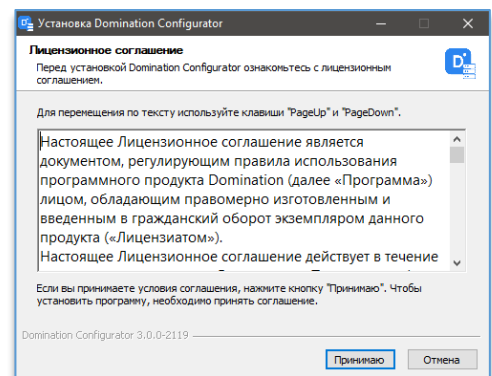 Установка Domination Configurator
Лицензионное соглашение
Перед установкой Domination Configurator ознакомьтесь с лицензионным
соглашением.
D
Для перемещения по тексту используйте клавиши "PageUp" и "PageDown".
Настоящее Лицензионное соглашение является
документом, регулирующим правила использования
программного продукта Domination (далее «Программа»)
лицом, обладающим правомерно изготовленным и
введенным в гражданский оборот экземпляром данного
продукта («Лицензиатом»).
Настоящее Лицензионное соглашение действует в течение
Если вы принимаете условия соглашения, нажмите кнопку "Принимаю". Чтобы
установить программу, необходимо принять соглашение.
Domination Configurator 3.0.0-2119
Принимаю Отмена